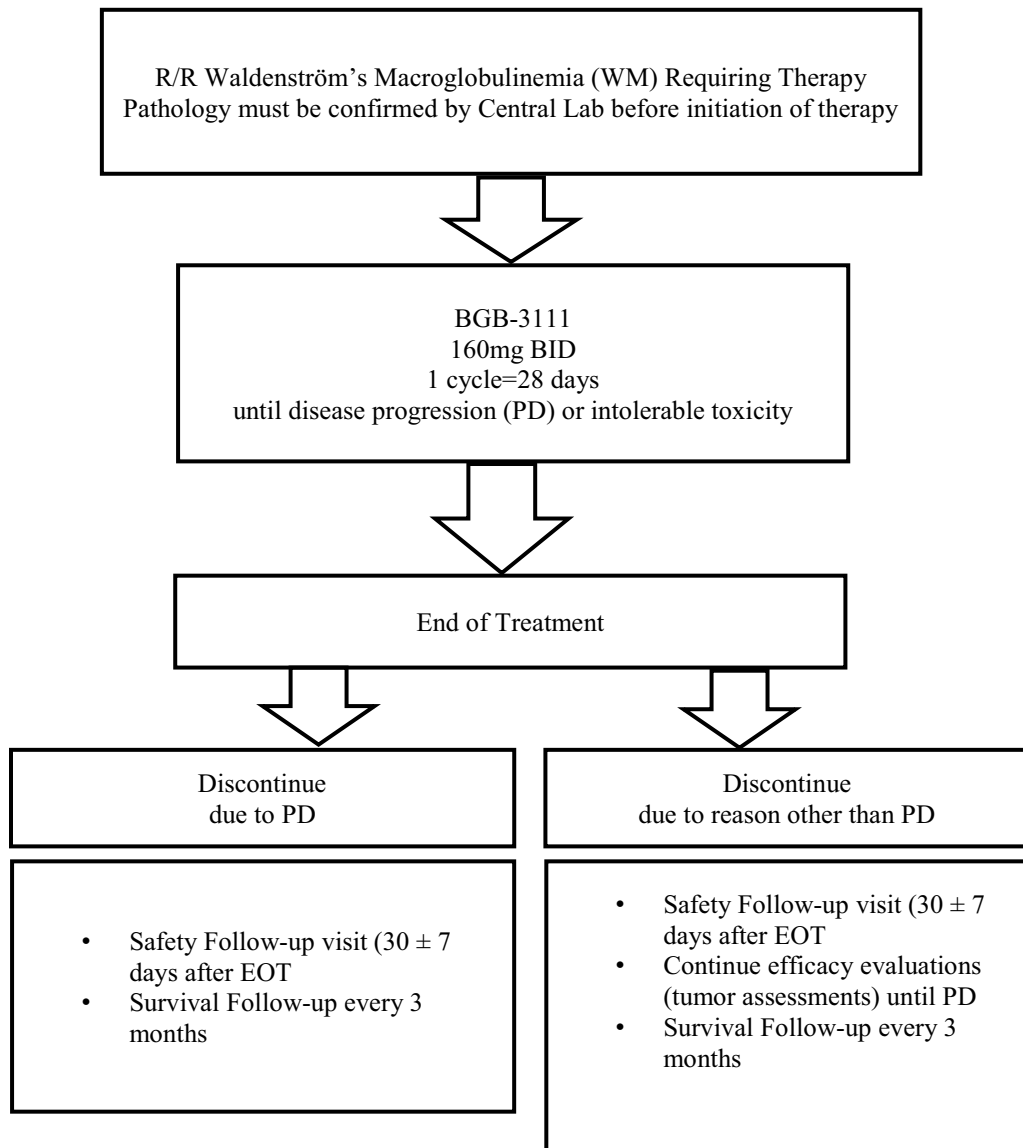 R/R Waldenström’s Macroglobulinemia (WM) Requiring Therapy
Pathology must be confirmed by Central Lab before initiation of therapy
BGB-3111
160mg BID
1 cycle=28 days
until disease progression (PD) or intolerable toxicity
End of Treatment
Discontinue
due to PD
• Safety Follow-up visit (30 ± 7
days after EOT
• Survival Follow-up every 3
months
Discontinue
due to reason other than PD
• Safety Follow-up visit (30 ± 7
days after EOT
• Continue efficacy evaluations
(tumor assessments) until PD
• Survival Follow-up every 3
months